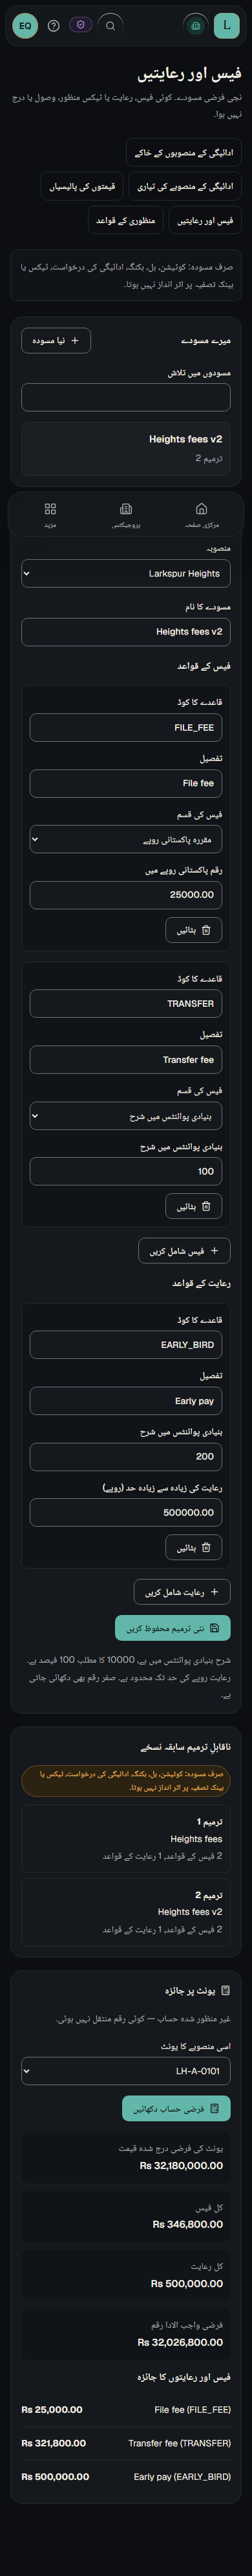 EQ
L
فیس اور رعایتیں
نجی فرضی مسودے۔ کوئی فیس، رعایت یا ٹیکس منظور، وصول یا درج
نہیں ہوا۔
ادائیگی کے منصوبوں کے خاکے
ادائیگی کے منصوبے کی تیاری
قیمتوں کی پالیسیاں
فیس اور رعایتیں
منظوری کے قواعد
صرف مسودہ: کوٹیشن، بل، بکنگ، ادائیگی کی درخواست، ٹیکس یا
بینک تصفیہ پر اثر انداز نہیں ہوتا۔
میرے مسودے
نیا مسودہ
مسودوں میں تلاش
Heights fees v2
ترمیم 2
مرکزی صفحہ
پروجیکٹس
مزید
منصوبہ
Larkspur Heights
مسودے کا نام
Heights fees v2
فیس کے قواعد
قاعدے کا کوڈ
FILE_FEE
تفصیل
File fee
فیس کی قسم
مقررہ پاکستانی روپے
رقم پاکستانی روپے میں
25000.00
ہٹائیں
قاعدے کا کوڈ
TRANSFER
تفصیل
Transfer fee
فیس کی قسم
بنیادی پوائنٹس میں شرح
بنیادی پوائنٹس میں شرح
100
ہٹائیں
فیس شامل کریں
رعایت کے قواعد
قاعدے کا کوڈ
EARLY_BIRD
تفصیل
Early pay
بنیادی پوائنٹس میں شرح
200
رعایت کی زیادہ سے زیادہ حد (روپے)
500000.00
ہٹائیں
رعایت شامل کریں
نئی ترمیم محفوظ کریں
شرح بنیادی پوائنٹس میں ہے، 10000 کا مطلب 100 فیصد ہے۔
رعایت روپے کی حد تک محدود ہے۔ صفر رقم بھی دکھائی جاتی
ہے۔
ناقابلِ ترمیم سابقہ نسخے
صرف مسودہ: کوٹیشن، بل، بکنگ، ادائیگی کی درخواست، ٹیکس یا
بینک تصفیہ پر اثر انداز نہیں ہوتا۔
ترمیم 1
Heights fees
2 فیس کے قواعد، 1 رعایت کے قواعد
ترمیم 2
Heights fees v2
2 فیس کے قواعد، 1 رعایت کے قواعد
یونٹ پر جائزہ
غیر منظور شدہ حساب — کوئی رقم منتقل نہیں ہوئی۔
اسی منصوبے کا یونٹ
LH-A-0101
فرضی حساب دکھائیں
یونٹ کی فرضی درج شدہ قیمت
Rs 32,180,000.00
کل فیس
Rs 346,800.00
کل رعایت
Rs 500,000.00
فرضی واجب الادا رقم
Rs 32,026,800.00
فیس اور رعایتوں کا جائزہ
File fee (FILE_FEE) Rs 25,000.00
Transfer fee (TRANSFER) Rs 321,800.00
Early pay (EARLY_BIRD) Rs 500,000.00